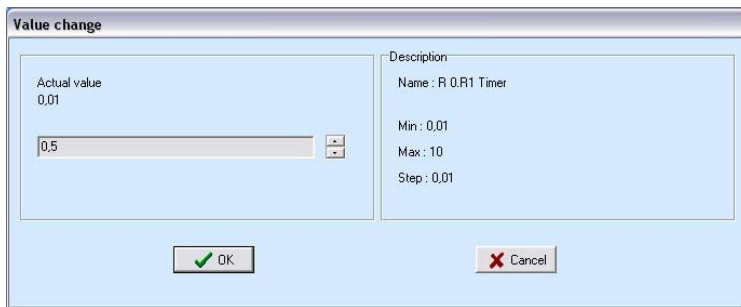 Value change
Actual value
0,01
0,5
Description
Name : R 0.R1 Timer
Min : 0,01
Max : 10
Step : 0,01
OK
Cancel